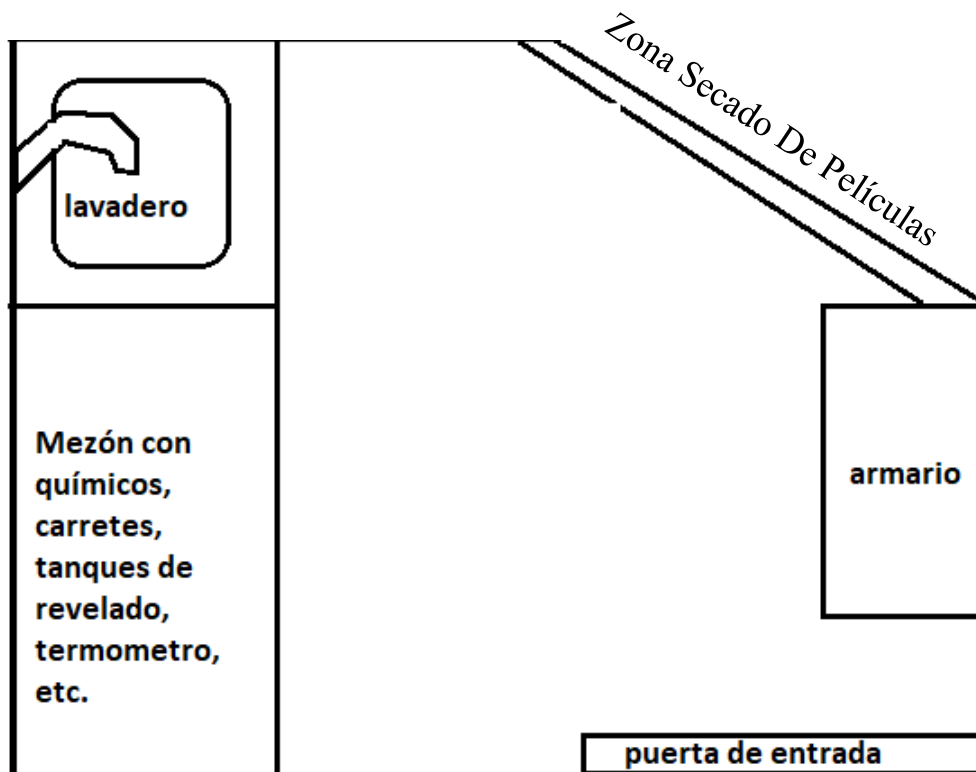 Zona Secado De Películas
lavadero
Mezón con
químicos,
carretes,
tanques de
revelado,
termometro,
etc.
armario
puerta de entrada